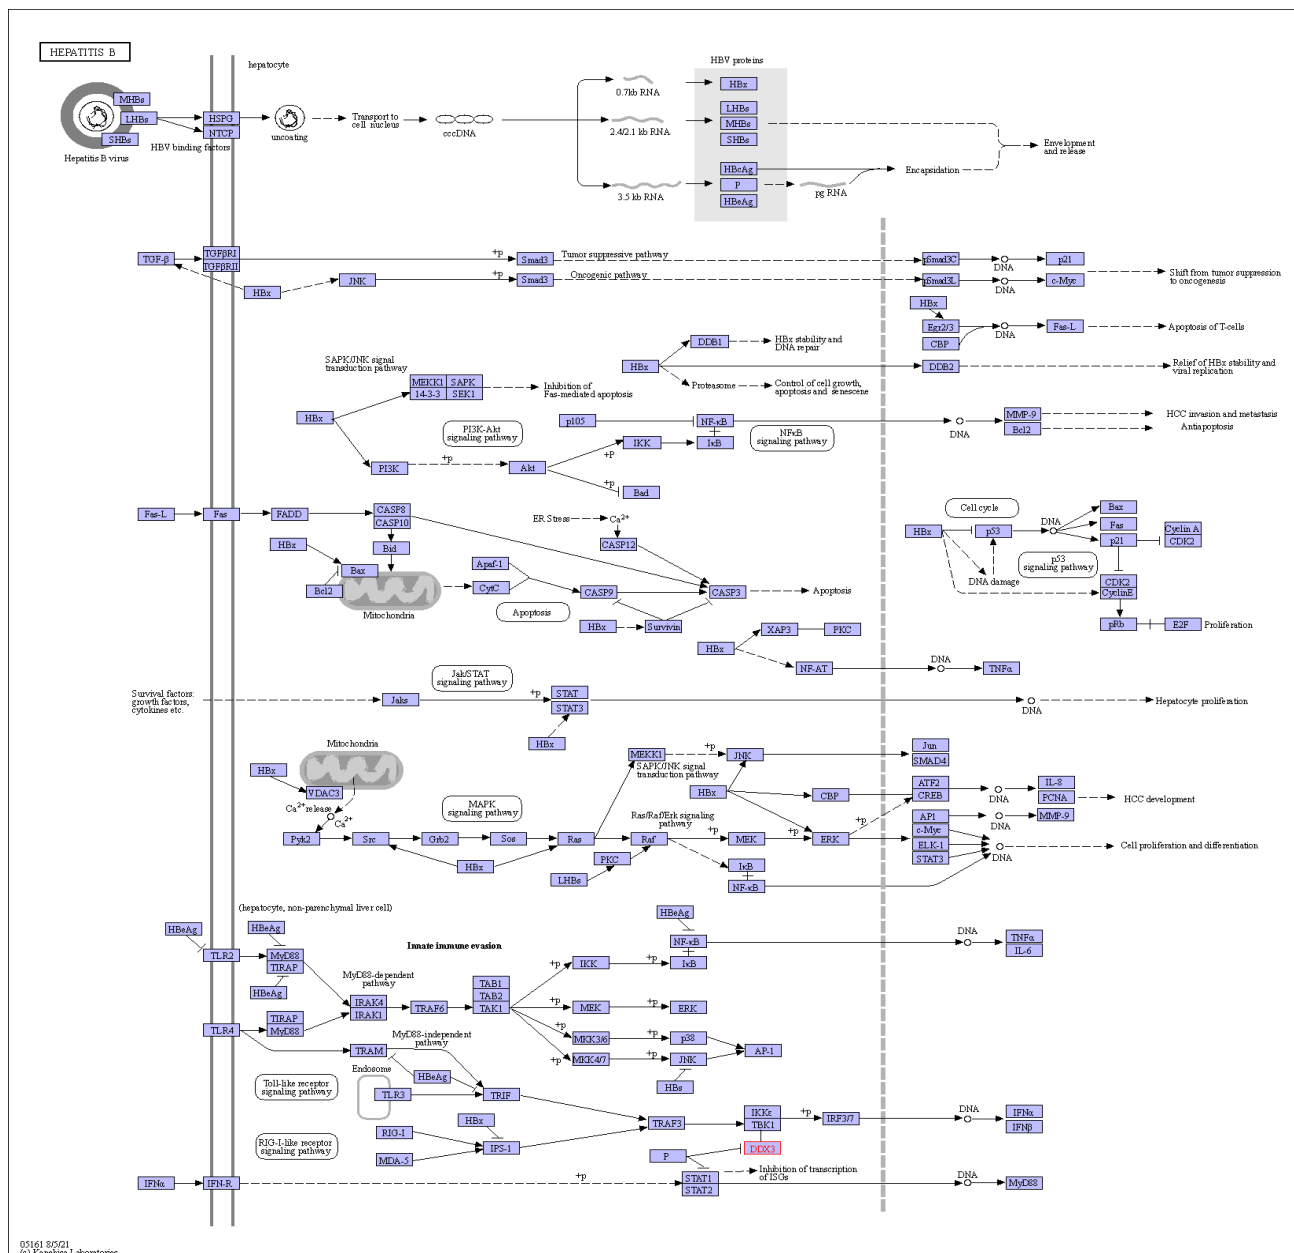 HEPATITIS B
hepatocyte
HBV proteins
MHBs
LHBs
SHBs
Hepatitis B virus
HSPG
NTCP
HBV binding factors
uncoating
Transport to
cell nucleus
cccDNA
0.7kb RNA
2.4/2.1 kb RNA
3.5 kb RNA
HBx
LHBs
MHBs
SHBs
HBcAg
P
HBeAg
pg RNA
Encapsidation
Envelopment
and release
TGF-β
TGFβRI
TGFβRII
HBx
JNK
+p
Smad3
Tumor suppressive pathway
+p
Smad3
Oncogenic pathway
pSmad3C
DNA
p21
pSmad3L
DNA
c-Myc
Shift from tumor suppression
to oncogenesis
HBx
Egr2/3
CBP
DNA
Fas-L
Apoptosis of T-cells
HBx
DDB1
HBx stability and
DNA repair
DDB2
Relief of HBx stability and
viral replication
Proteasome
Control of cell growth,
apoptosis and senescene
SAPK/JNK signal
transduction pathway
MEKK1
SAPK
14-3-3
SEK1
Inhibition of
Fas-mediated apoptosis
HBx
PI3K-Akt
signaling pathway
PI3K
+p
Akt
+P
+p
p105
NF-κB
IKK
IκB
Bad
NFκB
signaling pathway
DNA
MMP-9
Bcl2
HCC invasion and metastasis
Antiapoptosis
Fas-L
Fas
FADD
CASP8
CASP10
Bid
HBx
Bax
Bcl2
Mitochondria
Apaf-1
CytC
Apoptosis
ER Stress
Ca2+
CASP12
CASP9
CASP3
Apoptosis
HBx
Survivin
Cell cycle
HBx
p53
DNA
DNA damage
p53
signaling pathway
Bax
Fas
p21
Cyclin A
CDK2
CDK2
CyclinE
pRb
E2F
Proliferation
HBx
XAP3
PKC
NF-AT
DNA
TNFα
Survival factors:
growth factors,
cytokines etc.
Jaks
Jak/STAT
signaling pathway
+p
STAT
STAT3
HBx
DNA
Hepatocyte proliferation
Mitochondria
HBx
VDAC3
Ca2+release
Ca2+
MAPK
signaling pathway
Pyk2
Src
Grb2
Sos
Ras
Raf
HBx
PKC
LHBs
MEKK1
+p
JNK
SAPK/JNK signal
transduction pathway
HBx
Ras/Raf/Erk signaling
pathway
+p
MEK
+p
ERK
+p
CBP
IκB
NF-κB
Jun
SMAD4
ATF2
CREB
DNA
IL-8
PCNA
HCC development
AP1
c-Myc
ELK-1
STAT3
DNA
MMP-9
DNA
Cell proliferation and differentiation
(hepatocyte, non-parenchymal liver cell)
HBeAg
TLR2
HBeAg
MyD88
TIRAP
HBeAg
Innate immune evasion
MyD88-dependent
pathway
IRAK4
IRAK1
TRAF6
TAB1
TAB2
TAK1
TLR4
TIRAP
MyD88
TRAM
MyD88-independent
pathway
+p
IKK
+p
HBeAg
NF-κB
IκB
DNA
TNFα
IL-6
+p
MEK
+p
ERK
+p
MKK3/6
+p
p38
+p
MKK4/7
+p
JNK
AP-1
HBs
Toll-like receptor
signaling pathway
Endosome
TLR3
HBeAg
TRIF
RIG-I-like receptor
signaling pathway
RIG-I
MDA-5
HBx
IPS-1
TRAF3
IKKε
TBK1
DDX3
+p
IRF3/7
DNA
IFNα
IFNβ
P
IFNα
IFN-R
+p
STAT1
STAT2
Inhibition of transcription
of ISGs
DNA
MyD88
05161 8/5/21
(c) Kanehisa Laboratories